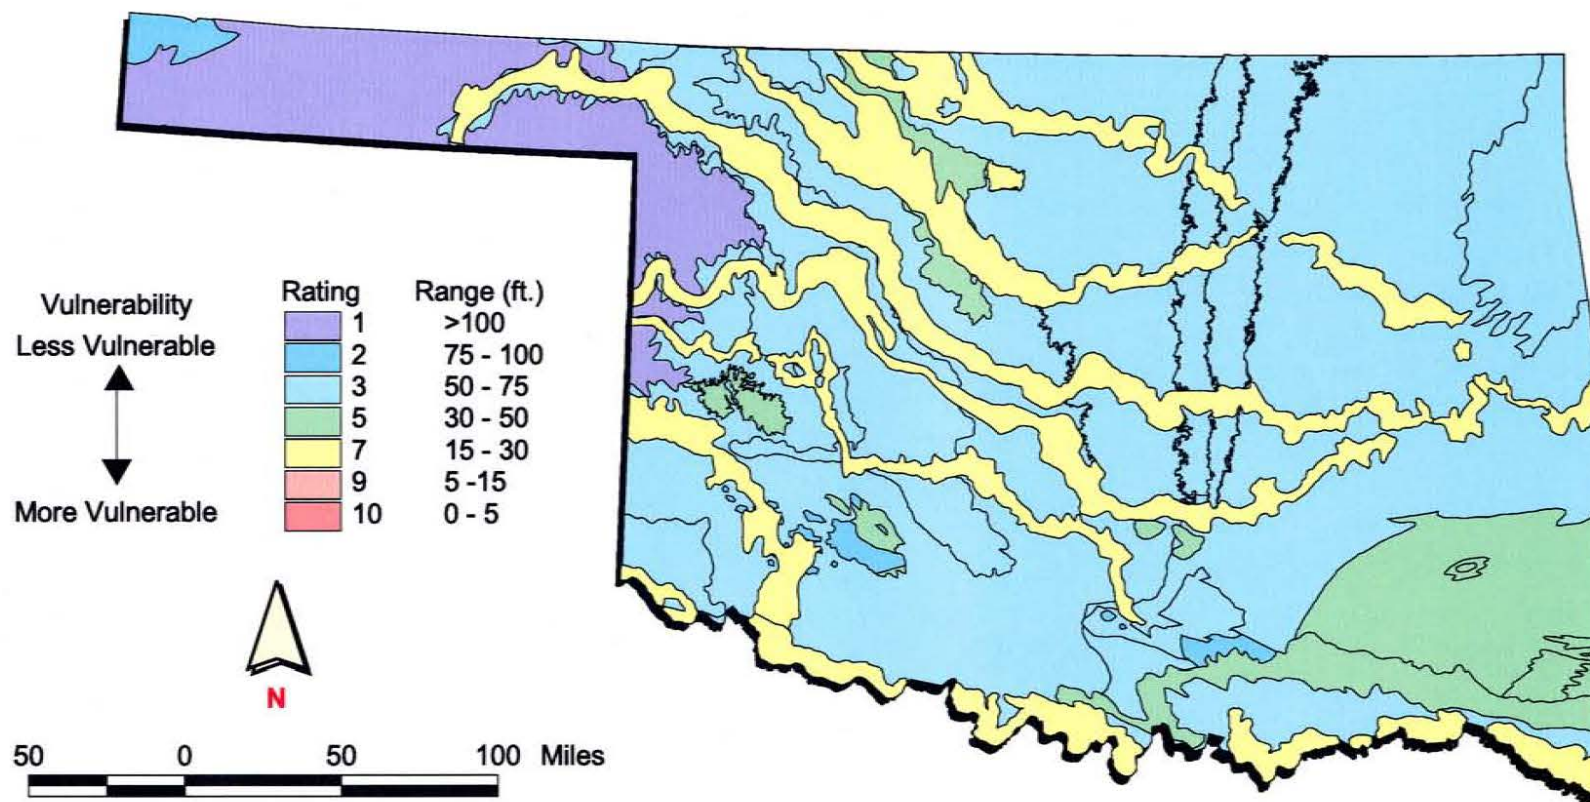 Vulnerability
Less Vulnerable
More Vulnerable
Rating Range (ft.)
1 >100
2 75 - 100
3 50 - 75
5 30 - 50
7 15 - 30
9 5 -15
10 0 - 5
N
50 0 50 100 Miles